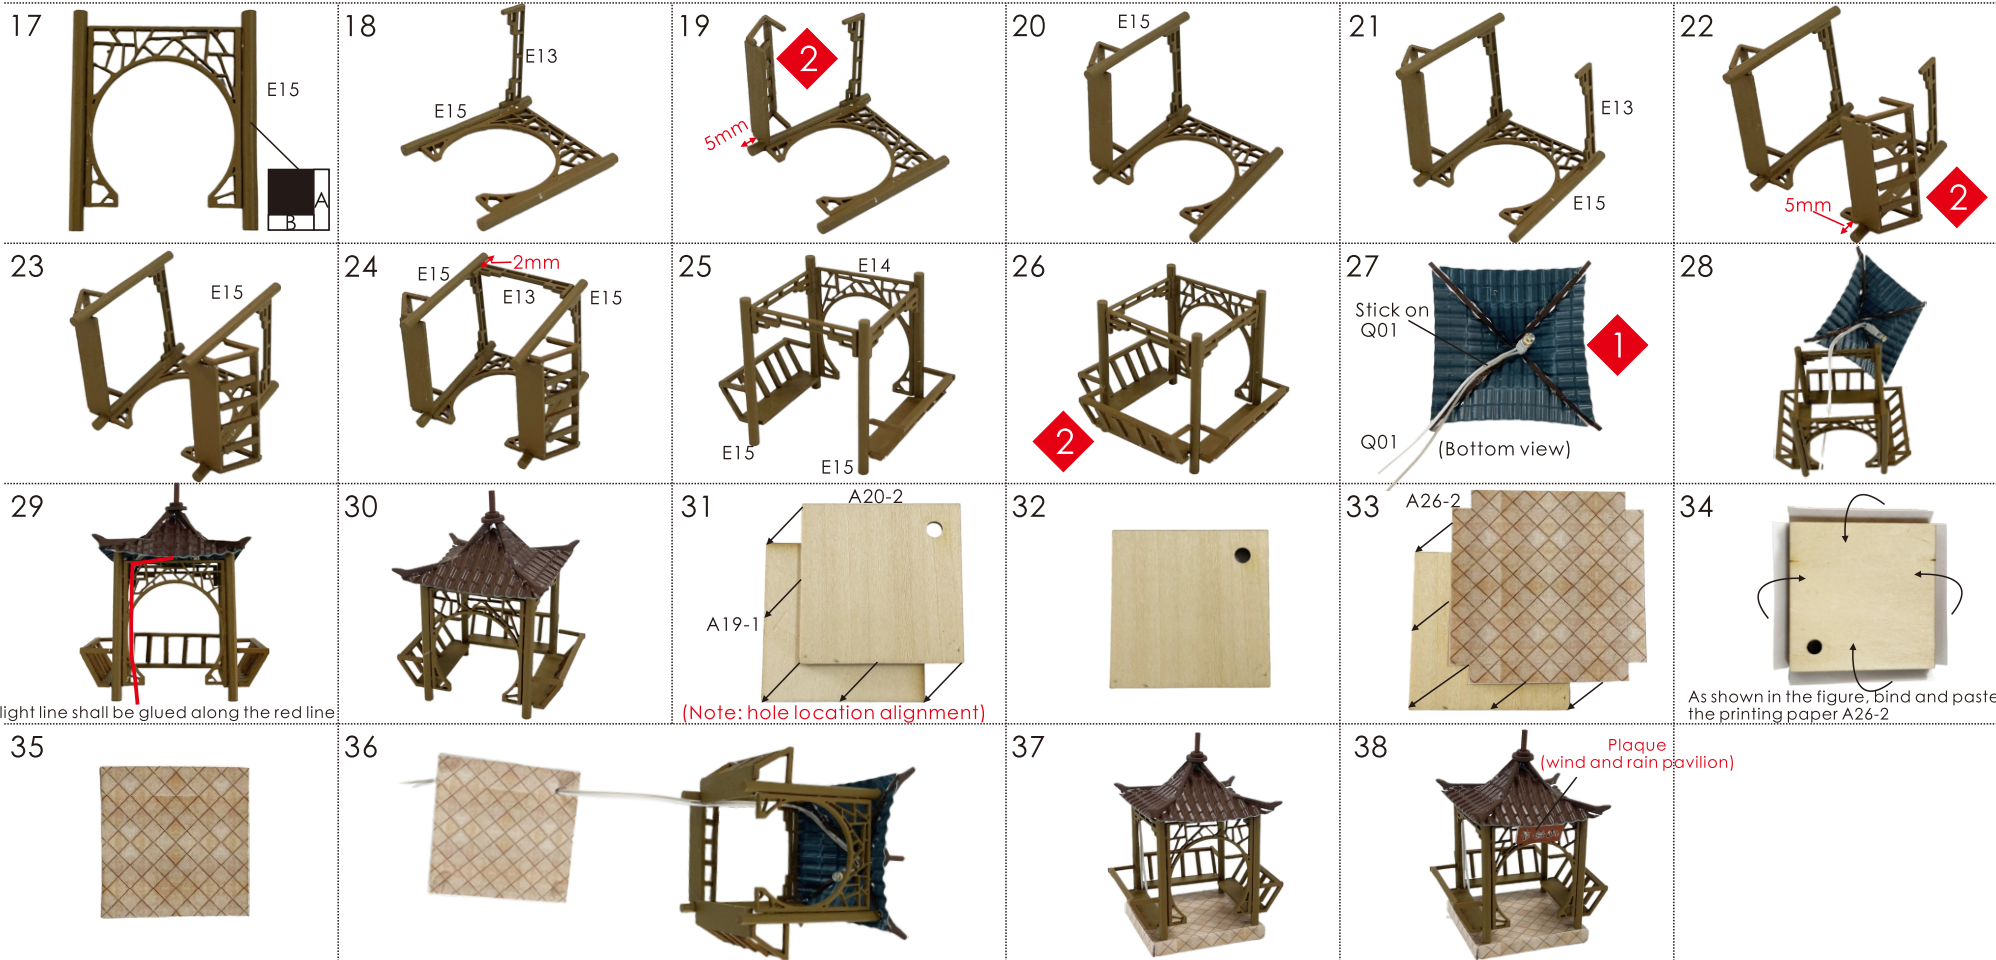 17
E15
A
B
18
E13
E15
19
2
5mm
20
E15
21
E13
E15
22
5mm
2
23
E15
24
2mm
E15
E13
E15
25
E14
E15
E15
26
2
27
Stick on
Q01
1
Q01
(Bottom view)
28
29
light line shall be glued along the red line
30
31
A20-2
A19-1
(Note: hole location alignment)
32
33
A26-2
34
As shown in the figure, bind and paste
the printing paper A26-2
35
36
37
38
Plaque
(wind and rain pavilion)